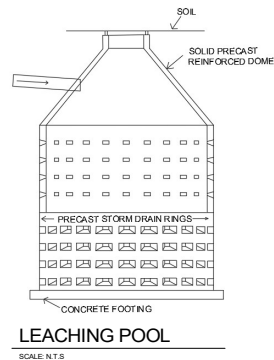 SOIL
SOLID PRECAST
REINFORCED DOME
PRECAST STORM DRAIN RINGS
CONCRETE FOOTING
LEACHING POOL
SCALE: N.T.S